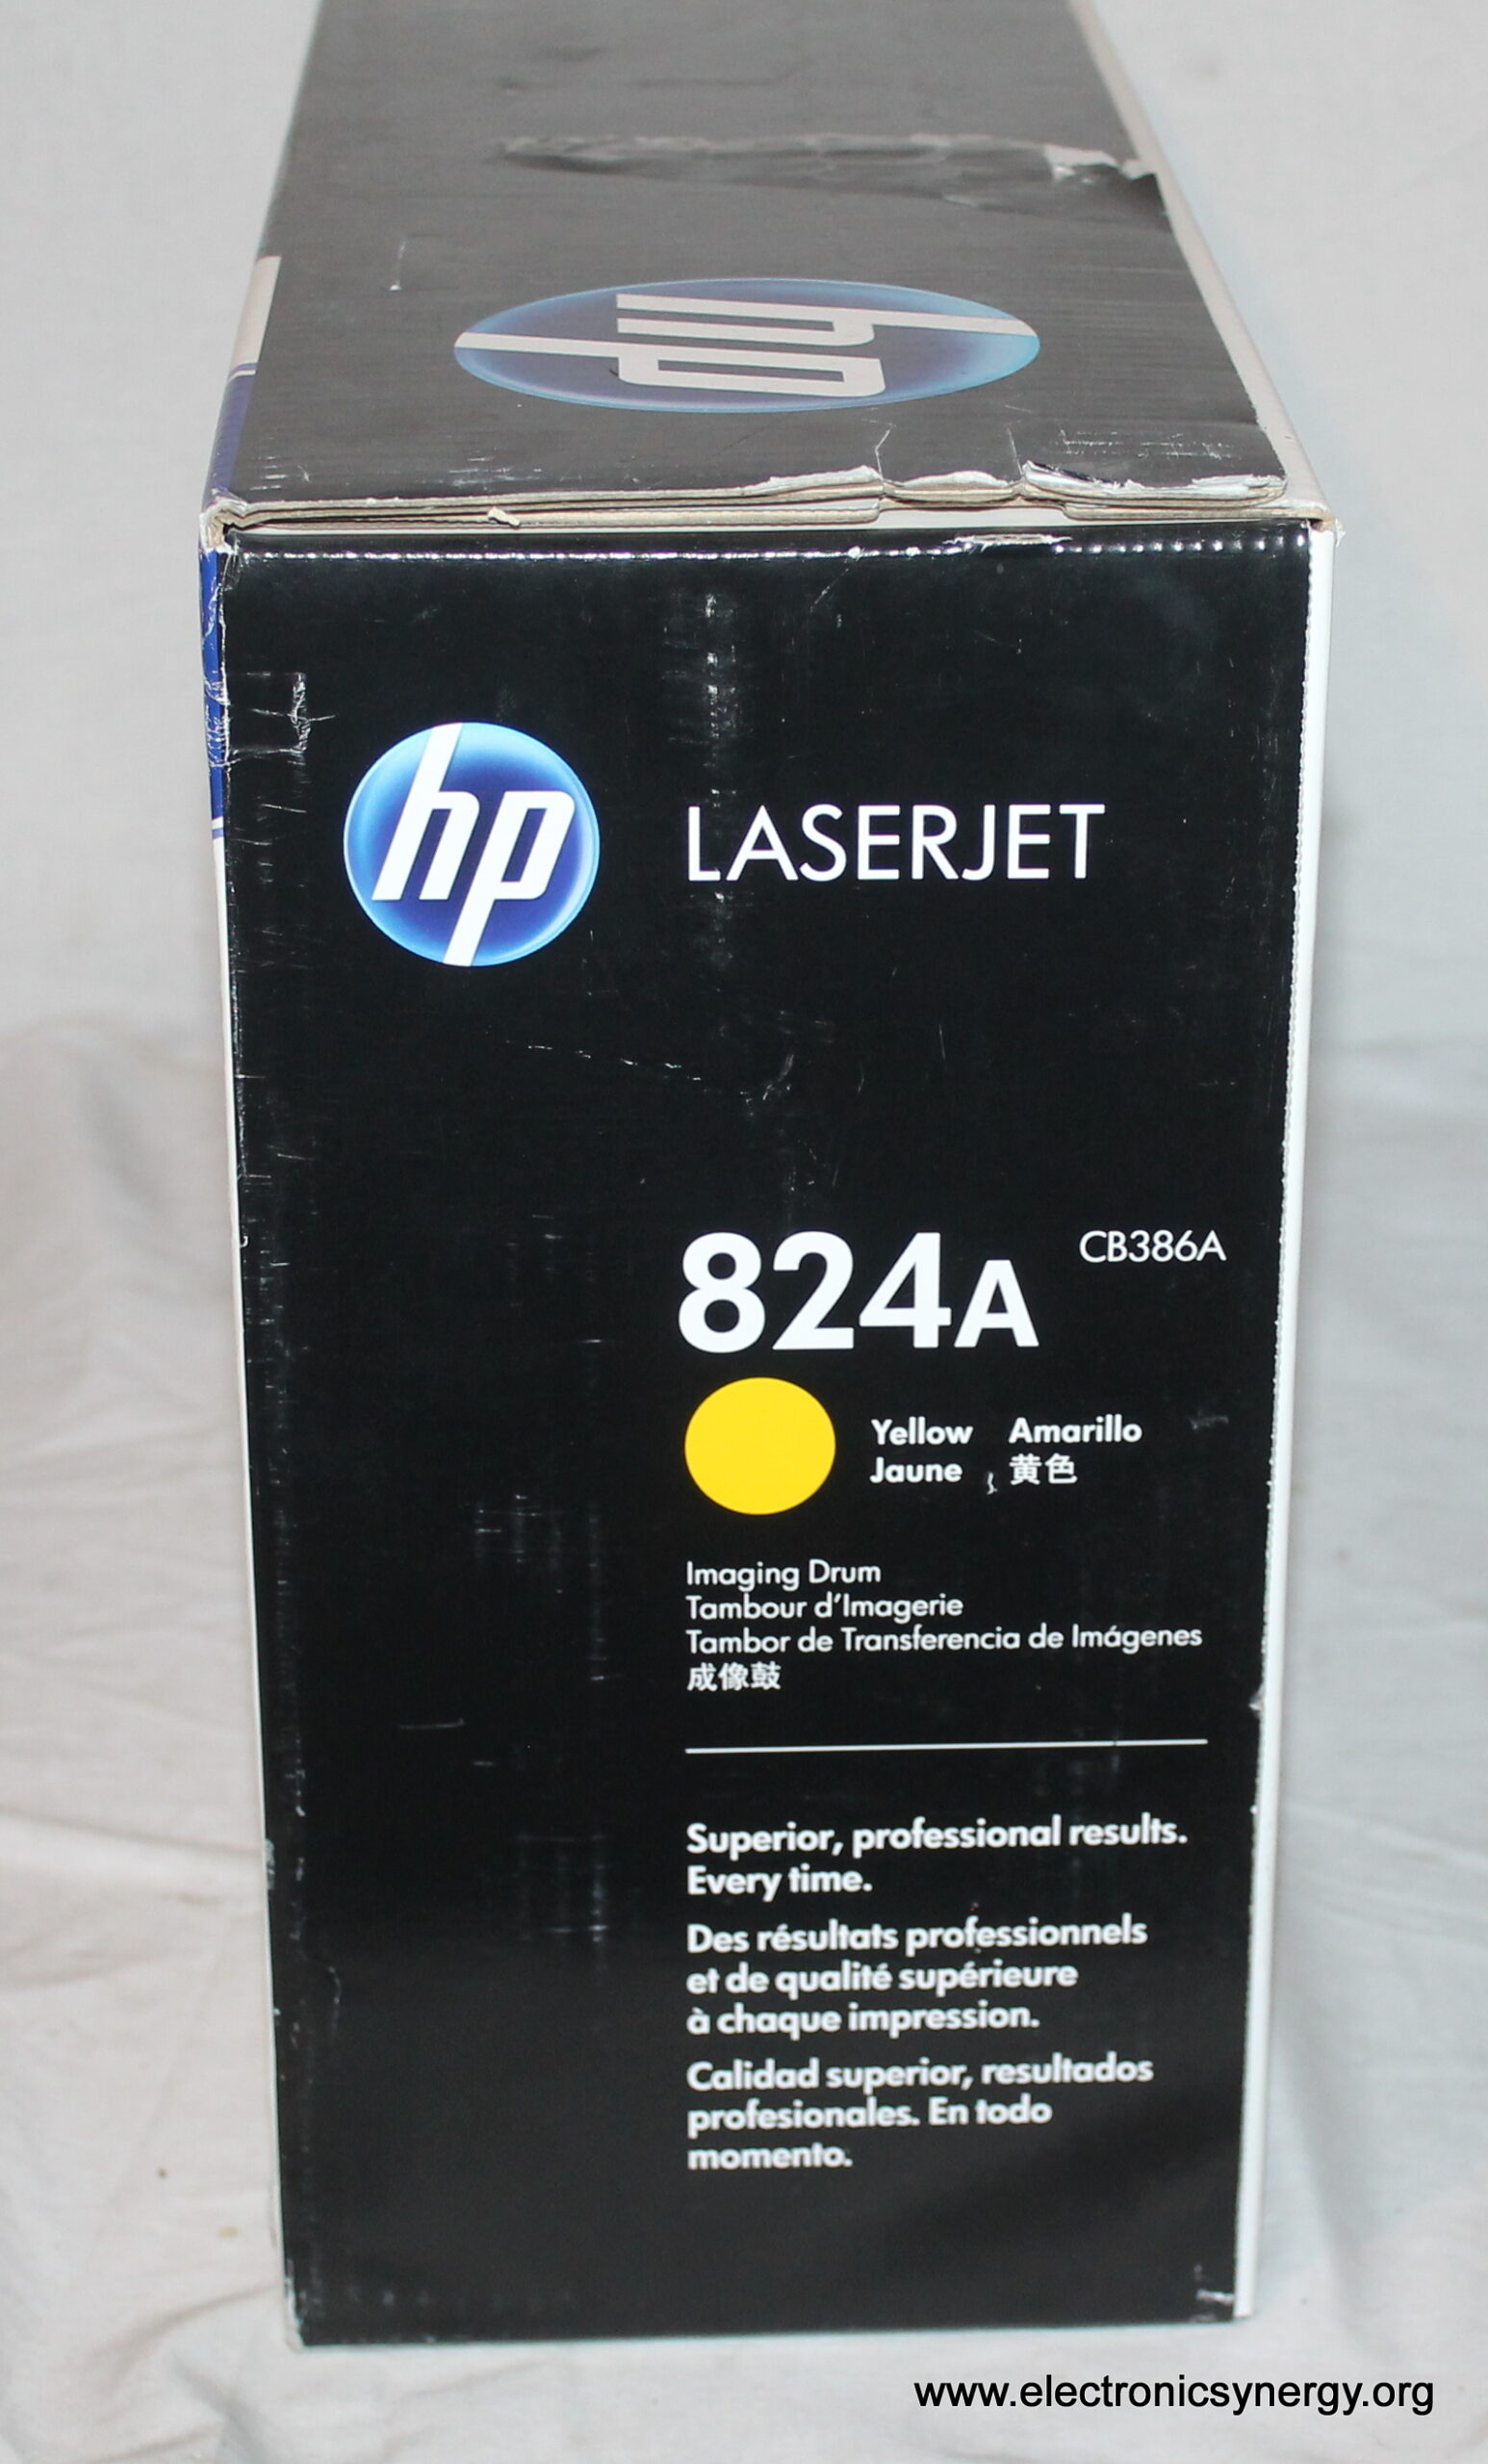 hp
hp LASERJET
824A CB386A
Yellow Amarillo
Jaune 黄色
Imaging Drum
Tambour d'Imagerie
Tambor de Transferencia de Imágenes
成像鼓
Superior, professional results.
Every time.
Des résultats professionnels
et de qualité supérieure
à chaque impression.
Calidad superior, resultados
profesionales. En todo
momento.
www.electronicsynergy.org